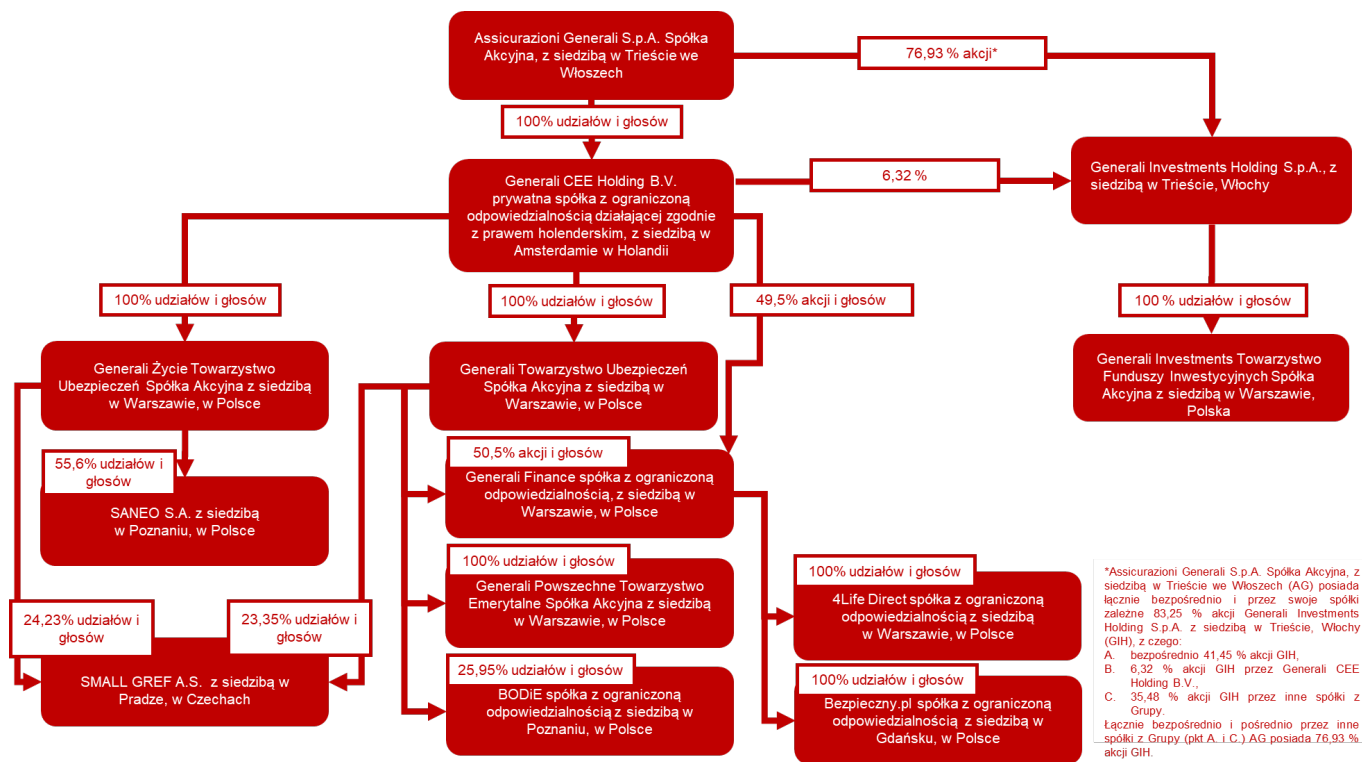 Assicurazioni Generali S.p.A. Spółka
Akcyjna, z siedzibą w Trieście we
Włoszech
76,93 % akcji*
100% udziałów i głosów
Generali CEE Holding B.V.
prywatna spółka z ograniczoną
odpowiedzialnością działającej zgodnie
z prawem holenderskim, z siedzibą w
Amsterdamie w Holandii
6,32 %
Generali Investments Holding S.p.A., z
siedzibą w Trieście, Włochy
100% udziałów i głosów
100% udziałów i głosów
49,5% akcji i głosów
100 % udziałów i głosów
Generali Życie Towarzystwo
Ubezpieczeń Spółka Akcyjna z siedzibą
w Warszawie, w Polsce
Generali Towarzystwo Ubezpieczeń
Spółka Akcyjna z siedzibą w
Warszawie, w Polsce
Generali Investments Towarzystwo
Funduszy Inwestycyjnych Spółka
Akcyjna z siedzibą w Warszawie,
Polska
55,6% udziałów i
głosów
SANEO S.A. z siedzibą
w Poznaniu, w Polsce
50,5% akcji i głosów
Generali Finance spółka z ograniczoną
odpowiedzialnością, z siedzibą w
Warszawie, w Polsce
100% udziałów i głosów
Generali Powszechne Towarzystwo
Emerytalne Spółka Akcyjna z siedzibą
w Warszawie, w Polsce
100% udziałów i głosów
4Life Direct spółka z ograniczoną
odpowiedzialnością z siedzibą
w Warszawie, w Polsce
24,23% udziałów i
głosów
23,35% udziałów i
głosów
SMALL GREF A.S. z siedzibą w
Pradze, w Czechach
25,95% udziałów i głosów
BODiE spółka z ograniczoną
odpowiedzialnością z siedzibą w
Poznaniu, w Polsce
100% udziałów i głosów
Bezpieczny.pl spółka z ograniczoną
odpowiedzialnością z siedzibą w
Gdańsku, w Polsce
*Assicurazioni Generali S.p.A. Spółka Akcyjna, z
siedzibą w Trieście we Włoszech (AG) posiada
łącznie bezpośrednio i przez swoje spółki
zależne 83,25 % akcji Generali Investments
Holding S.p.A. z siedzibą w Trieście, Włochy
(GIH), z czego:
A. bezpośrednio 41,45 % akcji GIH,
B. 6,32 % akcji GIH przez Generali CEE
Holding B.V.,
C. 35,48 % akcji GIH przez inne spółki z
Grupy.
Łącznie bezpośrednio i pośrednio przez inne
spółki z Grupy (pkt A. i C.) AG posiada 76,93 %
akcji GIH.